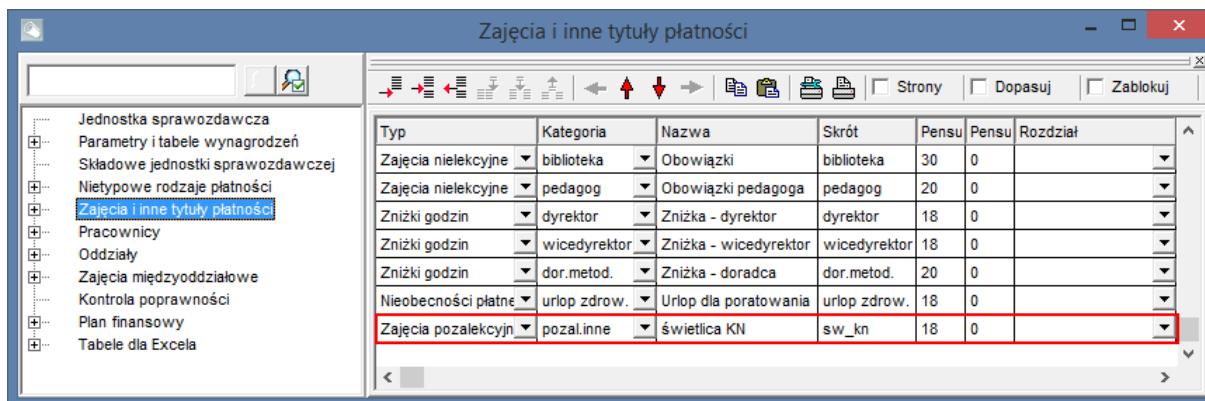 Zajęcia i inne tytuły płatności
Strony Dopasuj Zablokuj
Jednostka sprawozdawcza
Parametry i tabele wynagrodzeń
Składowe jednostki sprawozdawczej
Nietypowe rodzaje płatności
Zajęcia i inne tytuły płatności
Pracownicy
Oddziały
Zajęcia międzyoddziałowe
Kontrola poprawności
Plan finansowy
Tabele dla Excela
Typ Kategoria Nazwa Skrót Pensu Pensu Rozdział
Zajęcia nielekcyjne biblioteka Obowiązki biblioteka 30 0
Zajęcia nielekcyjne pedagog Obowiązki pedagoga pedagog 20 0
Zniżki godzin dyrektor Zniżka - dyrektor dyrektor 18 0
Zniżki godzin wicedyrektor Zniżka - wicedyrektor wicedyrektor 18 0
Zniżki godzin dor.metod. Zniżka - doradca dor.metod. 20 0
Nieobecności płatne urlop zdrow. Urlop dla poratowania urlop zdrow. 18 0
Zajęcia pozalekcyjn pozal.inne świetlica KN sw_kn 18 0